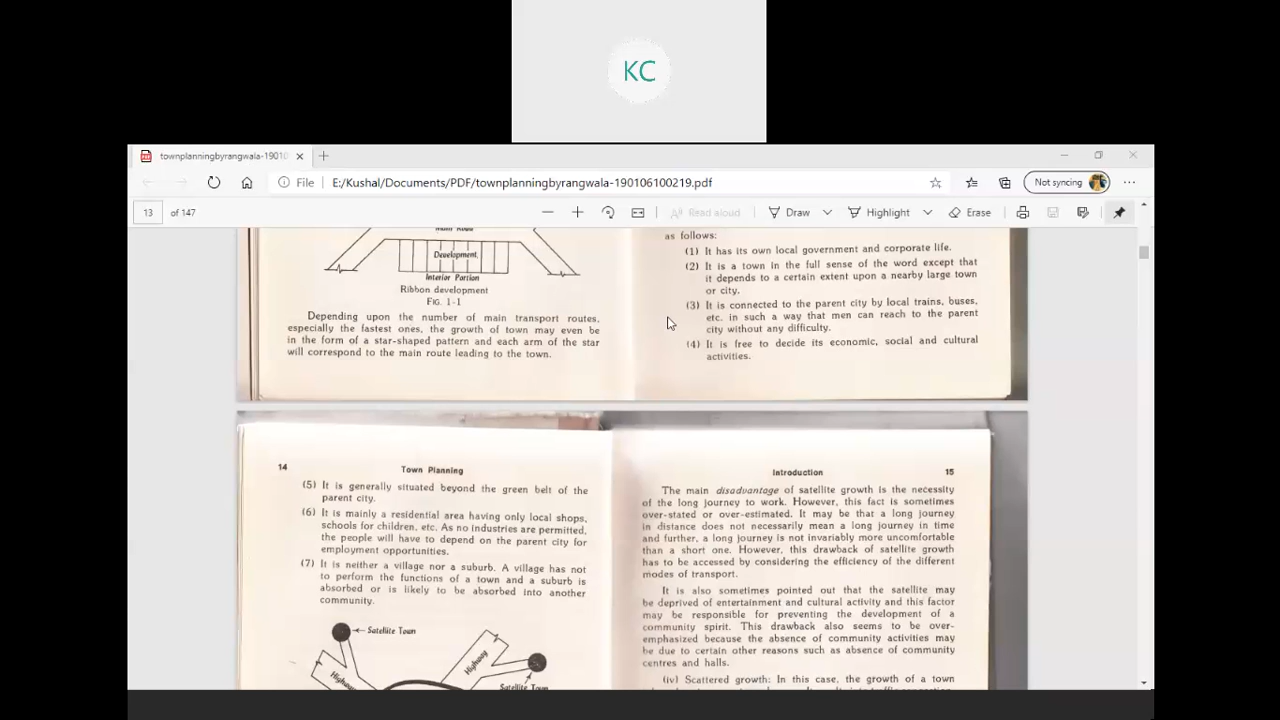 KC
townplanningbyrangwala-19010
File
E:/Kushal/Documents/PDF/townplanningbyrangwala-190106100219.pdf
Not syncing
13 of 147
Read aloud
Draw
Highlight
Erase
Development,
Interior Portion
Ribbon development
FIG. 1-1
Depending upon the number of main transport routes,
especially the fastest ones, the growth of town may even be
in the form of a star-shaped pattern and each arm of the star
will correspond to the main route leading to the town.
as follows:
(1) It has its own local government and corporate life.
(2) It is a town in the full sense of the word except that
it depends to a certain extent upon a nearby large town
or city.
(3) It is connected to the parent city by local trains, buses,
etc. in such a way that men can reach to the parent
city without any difficulty.
(4) It is free to decide its economic, social and cultural
activities.
14
Town Planning
(5) It is generally situated beyond the green belt of the
parent city.
(6) It is mainly a residential area having only local shops,
schools for children, etc. As no industries are permitted,
the people will have to depend on the parent city for
employment opportunities.
(7) It is neither a village nor a suburb. A village has not
to perform the functions of a town and a suburb is
absorbed or is likely to be absorbed into another
community.
Satellite Town
Highway
Highway
Satellite Town
Introduction
15
The main disadvantage of satellite growth is the necessity
of the long journey to work. However, this fact is sometimes
over-stated or over-estimated. It may be that a long journey
in distance does not necessarily mean a long journey in time
and further, a long journey is not invariably more uncomfortable
than a short one. However, this drawback of satellite growth
has to be accessed by considering the efficiency of the different
modes of transport.
It is also sometimes pointed out that the satellite may
be deprived of entertainment and cultural activity and this factor
may be responsible for preventing the development of a
community spirit. This drawback also seems to be over-
emphasized because the absence of community activities may
be due to certain other reasons such as absence of community
centres and halls.
(iv) Scattered growth: In this case, the growth of a town